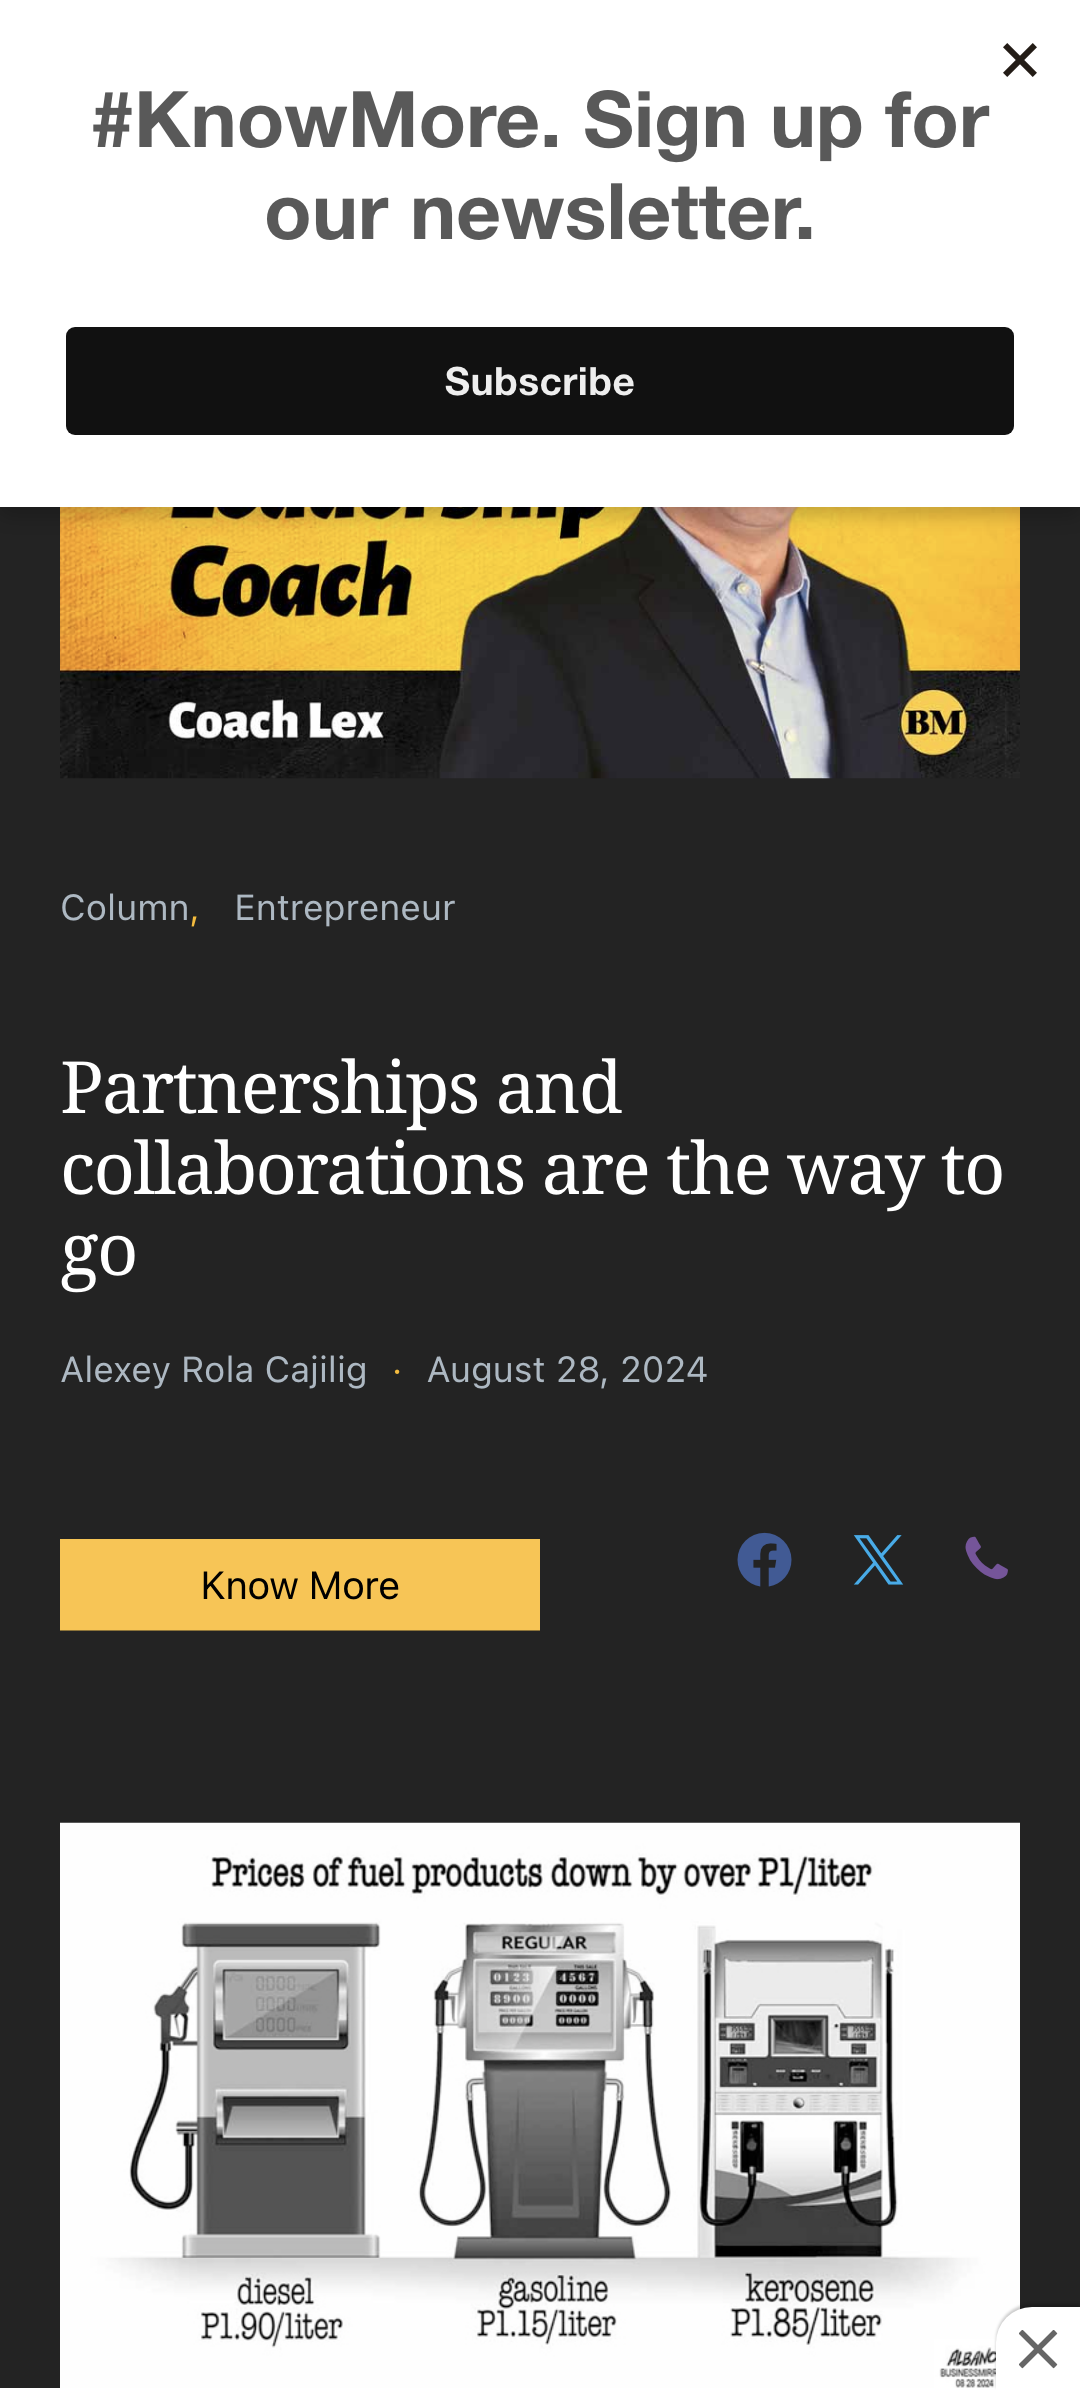 #KnowMore. Sign up for
our newsletter.
Subscribe
Coach
Coach Lex
BM
Column, Entrepreneur
Partnerships and
collaborations are the way to
go
Alexey Rola Cajilig · August 28, 2024
Know More
Prices of fuel products down by over P1/liter
REGULAR
0123 4567
8900 0000
0000 0000
diesel
P1.90/liter
gasoline
P1.15/liter
kerosene
P1.85/liter
08 28 2024